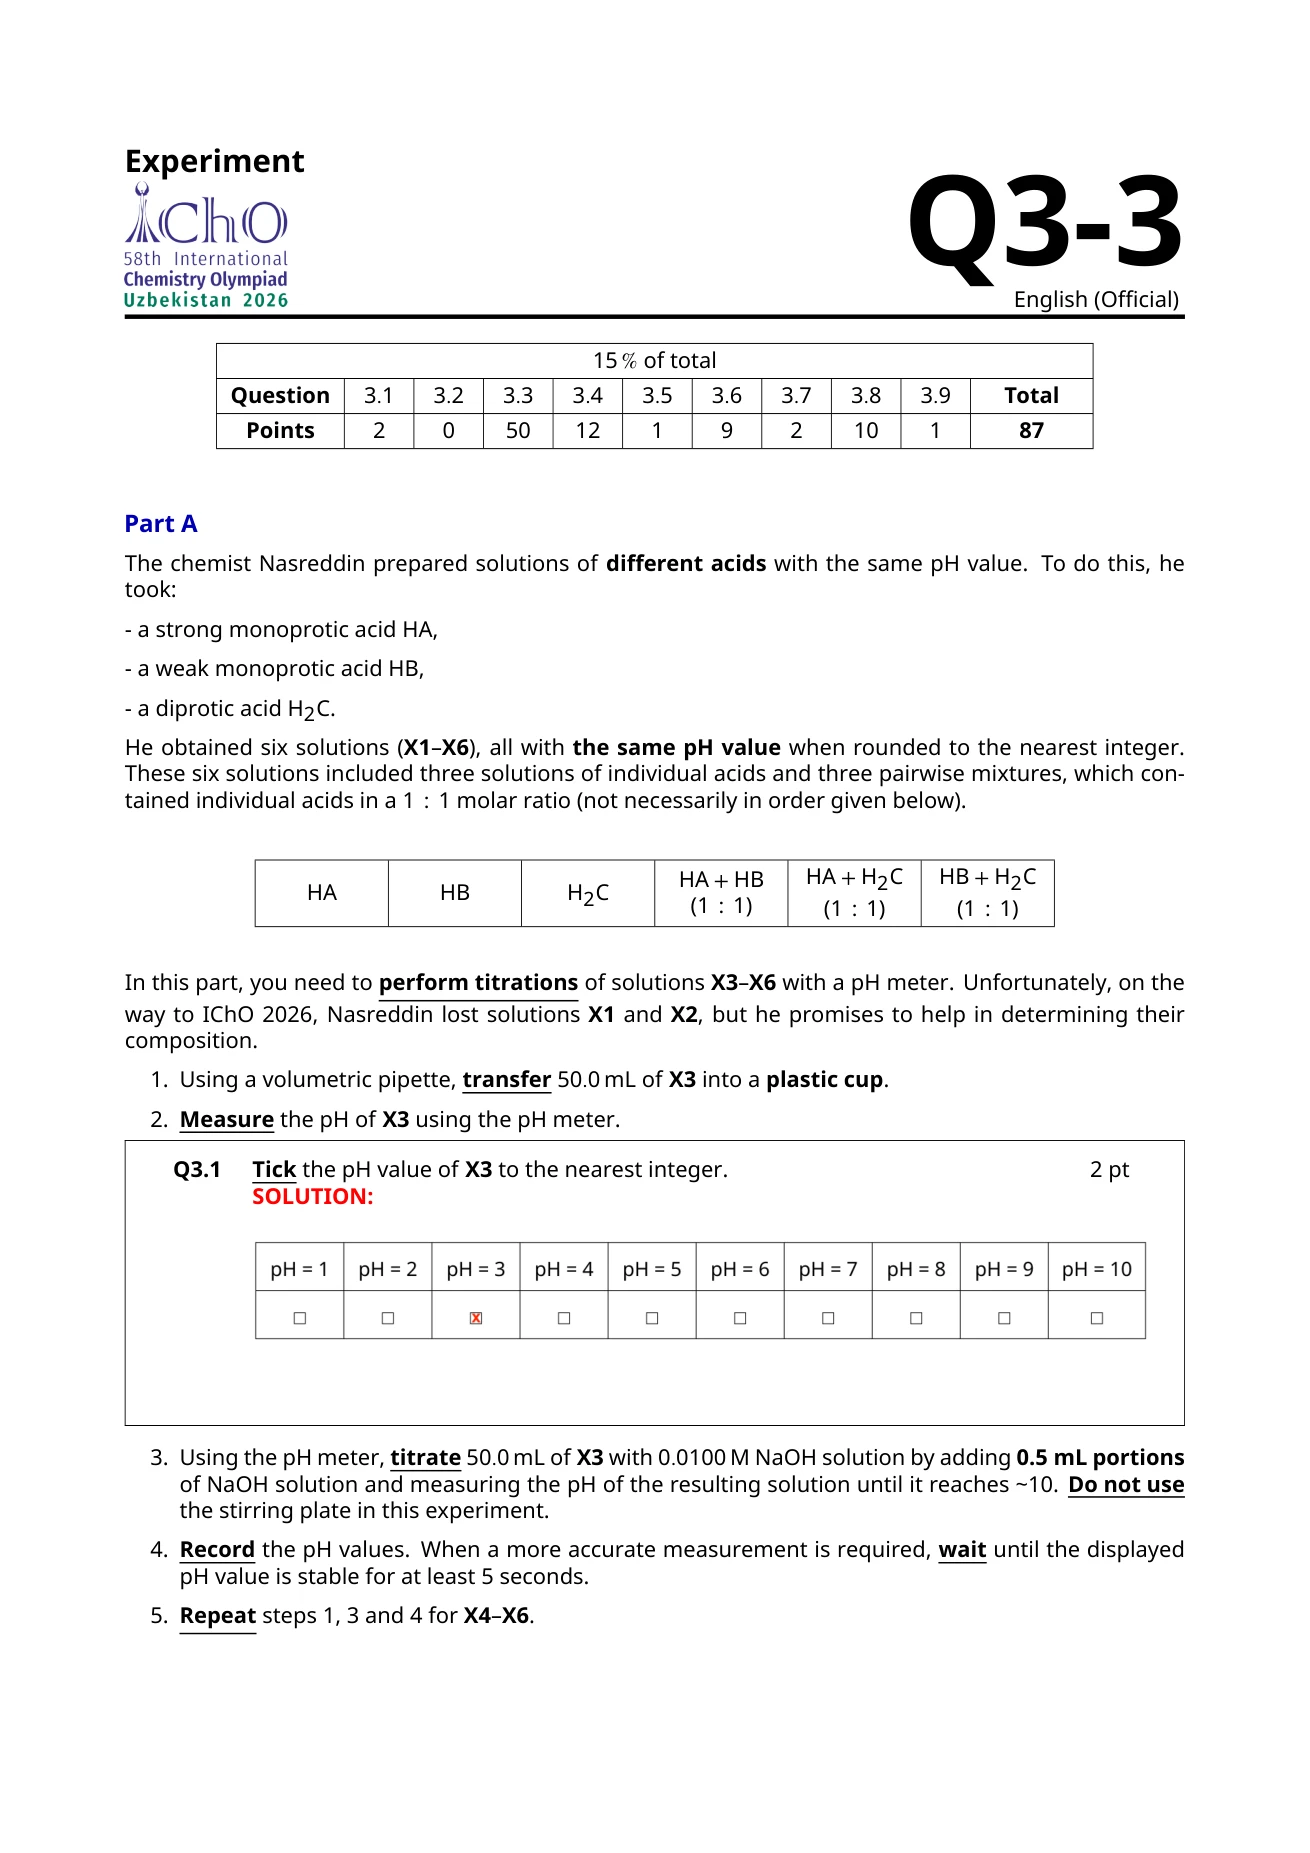 Experiment
IChO
58th International
Chemistry Olympiad
Uzbekistan 2026
Q3-3
English (Official)
15 % of total
Question 3.1 3.2 3.3 3.4 3.5 3.6 3.7 3.8 3.9 Total
Points 2 0 50 12 1 9 2 10 1 87
Part A
The chemist Nasreddin prepared solutions of different acids with the same pH value. To do this, he
took:
- a strong monoprotic acid HA,
- a weak monoprotic acid HB,
- a diprotic acid H₂C.
He obtained six solutions (X1–X6), all with the same pH value when rounded to the nearest integer.
These six solutions included three solutions of individual acids and three pairwise mixtures, which con-
tained individual acids in a 1 : 1 molar ratio (not necessarily in order given below).
HA HB H₂C HA + HB (1 : 1) HA + H₂C (1 : 1) HB + H₂C (1 : 1)
In this part, you need to perform titrations of solutions X3–X6 with a pH meter. Unfortunately, on the
way to IChO 2026, Nasreddin lost solutions X1 and X2, but he promises to help in determining their
composition.
1. Using a volumetric pipette, transfer 50.0 mL of X3 into a plastic cup.
2. Measure the pH of X3 using the pH meter.
Q3.1 Tick the pH value of X3 to the nearest integer. 2 pt
SOLUTION:
pH = 1 pH = 2 pH = 3 pH = 4 pH = 5 pH = 6 pH = 7 pH = 8 pH = 9 pH = 10
☐ ☐ ☒ ☐ ☐ ☐ ☐ ☐ ☐ ☐
3. Using the pH meter, titrate 50.0 mL of X3 with 0.0100 M NaOH solution by adding 0.5 mL portions
of NaOH solution and measuring the pH of the resulting solution until it reaches ~10. Do not use
the stirring plate in this experiment.
4. Record the pH values. When a more accurate measurement is required, wait until the displayed
pH value is stable for at least 5 seconds.
5. Repeat steps 1, 3 and 4 for X4–X6.